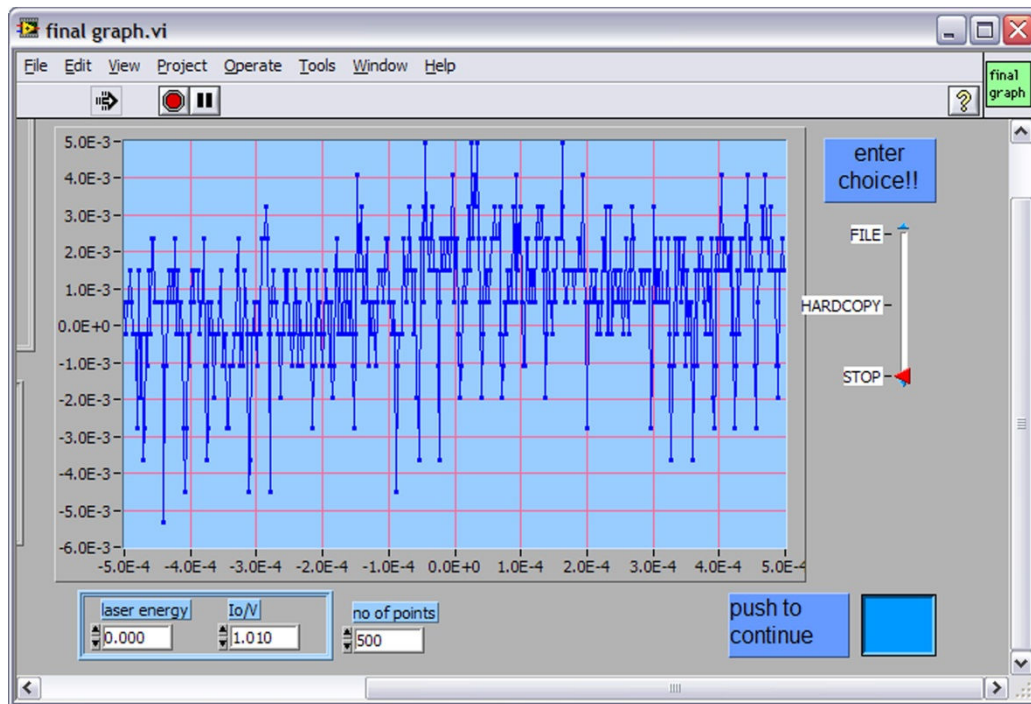 final graph.vi
File Edit View Project Operate Tools Window Help
final
graph
5.0E-3
4.0E-3
3.0E-3
2.0E-3
1.0E-3
0.0E+0
-1.0E-3
-2.0E-3
-3.0E-3
-4.0E-3
-5.0E-3
-6.0E-3
-5.0E-4 -4.0E-4 -3.0E-4 -2.0E-4 -1.0E-4 0.0E+0 1.0E-4 2.0E-4 3.0E-4 4.0E-4 5.0E-4
enter
choice!!
FILE
HARDCOPY
STOP
laser energy Io/V no of points
0.000 1.010 500
push to
continue